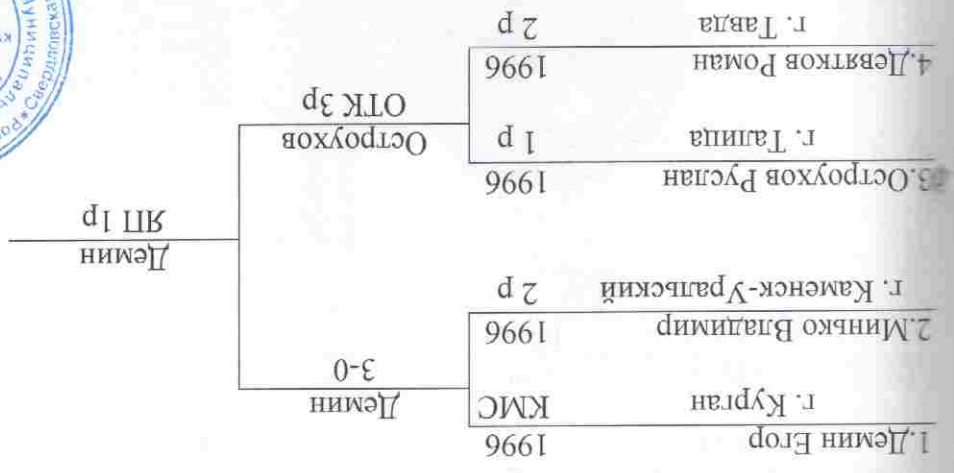 1.Демин Егор 1996
г. Курган КМС
Демин
3-0
2.Минько Владимир 1996
г. Каменск-Уральский 2 р
Демин
ЯП 1р
3.Остроухов Руслан 1996
г. Талица 1 р
Остроухов
ОТК 3р
4.Девятков Роман 1996
г. Тавда 2 р